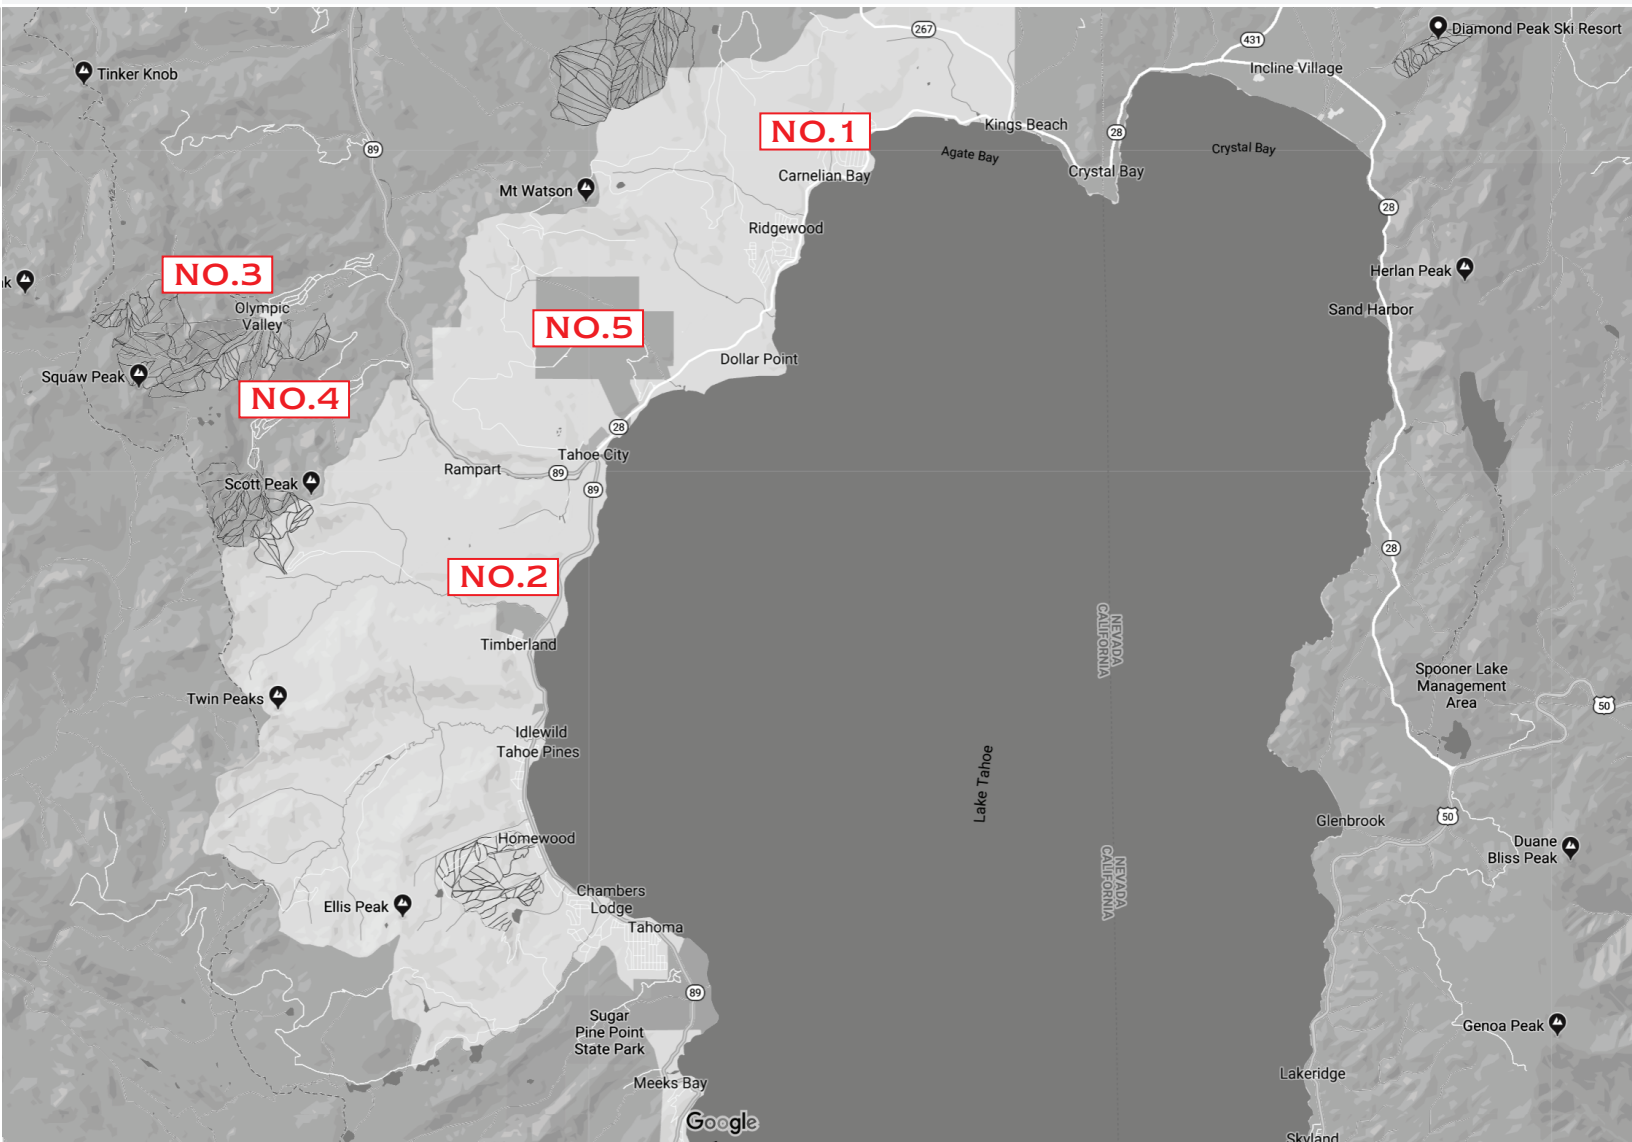 267
431
Diamond Peak Ski Resort
Incline Village
Tinker Knob
NO.1
Kings Beach
28
89
Agate Bay
Crystal Bay
Carnelian Bay
Crystal Bay
Mt Watson
28
Ridgewood
NO.3
Herlan Peak
k
Olympic
Valley
Sand Harbor
NO.5
Dollar Point
Squaw Peak
NO.4
28
Tahoe City
Rampart
89
89
Scott Peak
28
NO.2
NEVADA
CALIFORNIA
Timberland
Spooner Lake
Management
Area
Twin Peaks
50
Idlewild
Tahoe Pines
Lake Tahoe
50
Glenbrook
Homewood
Duane
Bliss Peak
NEVADA
CALIFORNIA
Chambers
Lodge
Ellis Peak
Tahoma
89
Sugar
Pine Point
State Park
Genoa Peak
Lakeridge
Meeks Bay
Google
Skyland